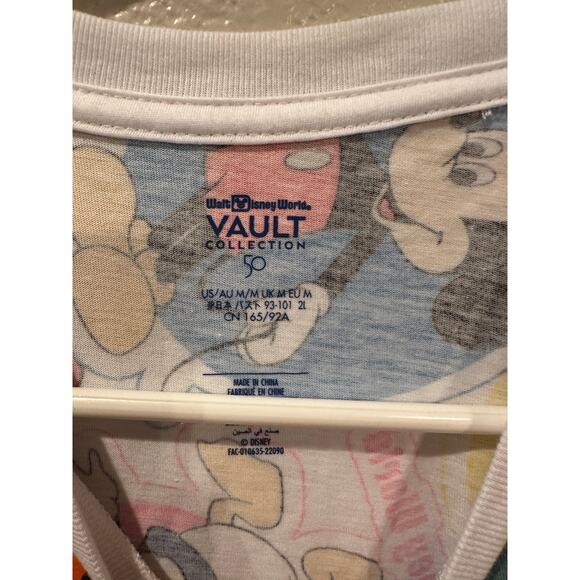 Walt Disney World®
VAULT
COLLECTION
50
US/AU M/M UK M EU M
日本 バスト 93-101 2L
CN 165/92A
MADE IN CHINA
FABRIQUÉ EN CHINE
صنع في الصين
© DISNEY
FAC-010635-22090